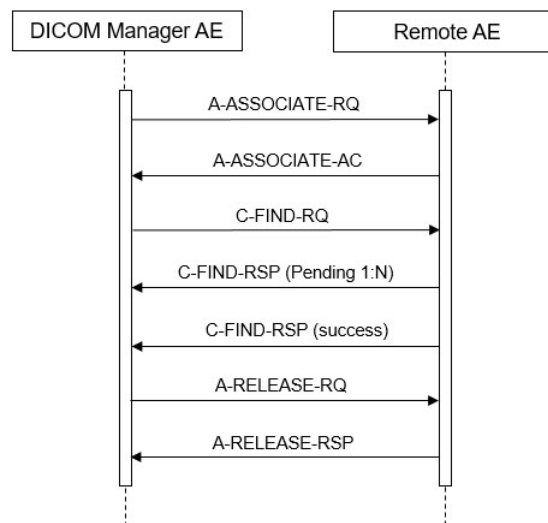 DICOM Manager AE
Remote AE
A-ASSOCIATE-RQ
A-ASSOCIATE-AC
C-FIND-RQ
C-FIND-RSP (Pending 1:N)
C-FIND-RSP (success)
A-RELEASE-RQ
A-RELEASE-RSP